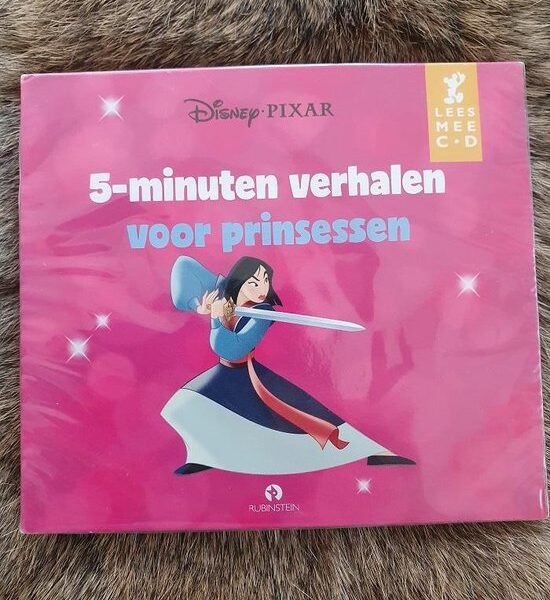 Disney · PIXAR
LEES
MEE
C·D
5-minuten verhalen
voor prinsessen
RUBINSTEIN